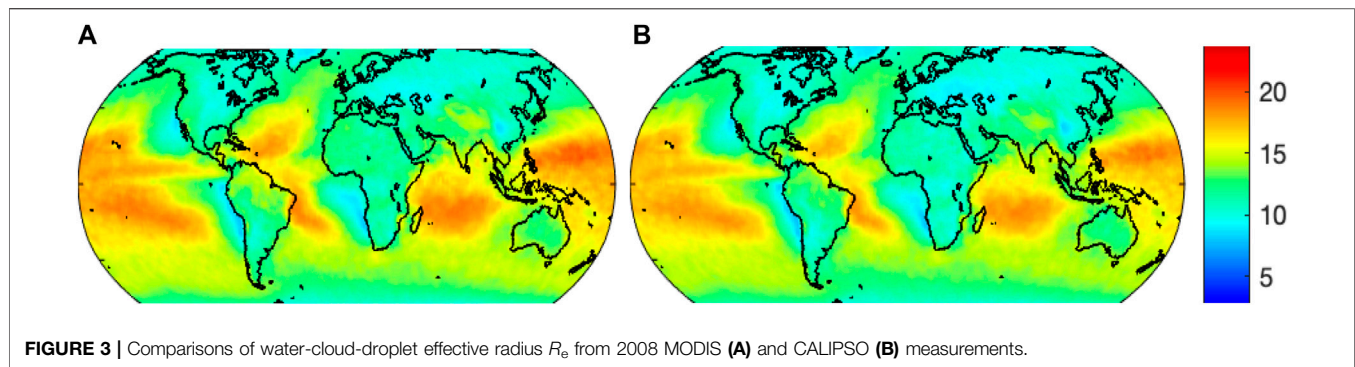 A
B
20
15
10
5
FIGURE 3 | Comparisons of water-cloud-droplet effective radius Re from 2008 MODIS (A) and CALIPSO (B) measurements.